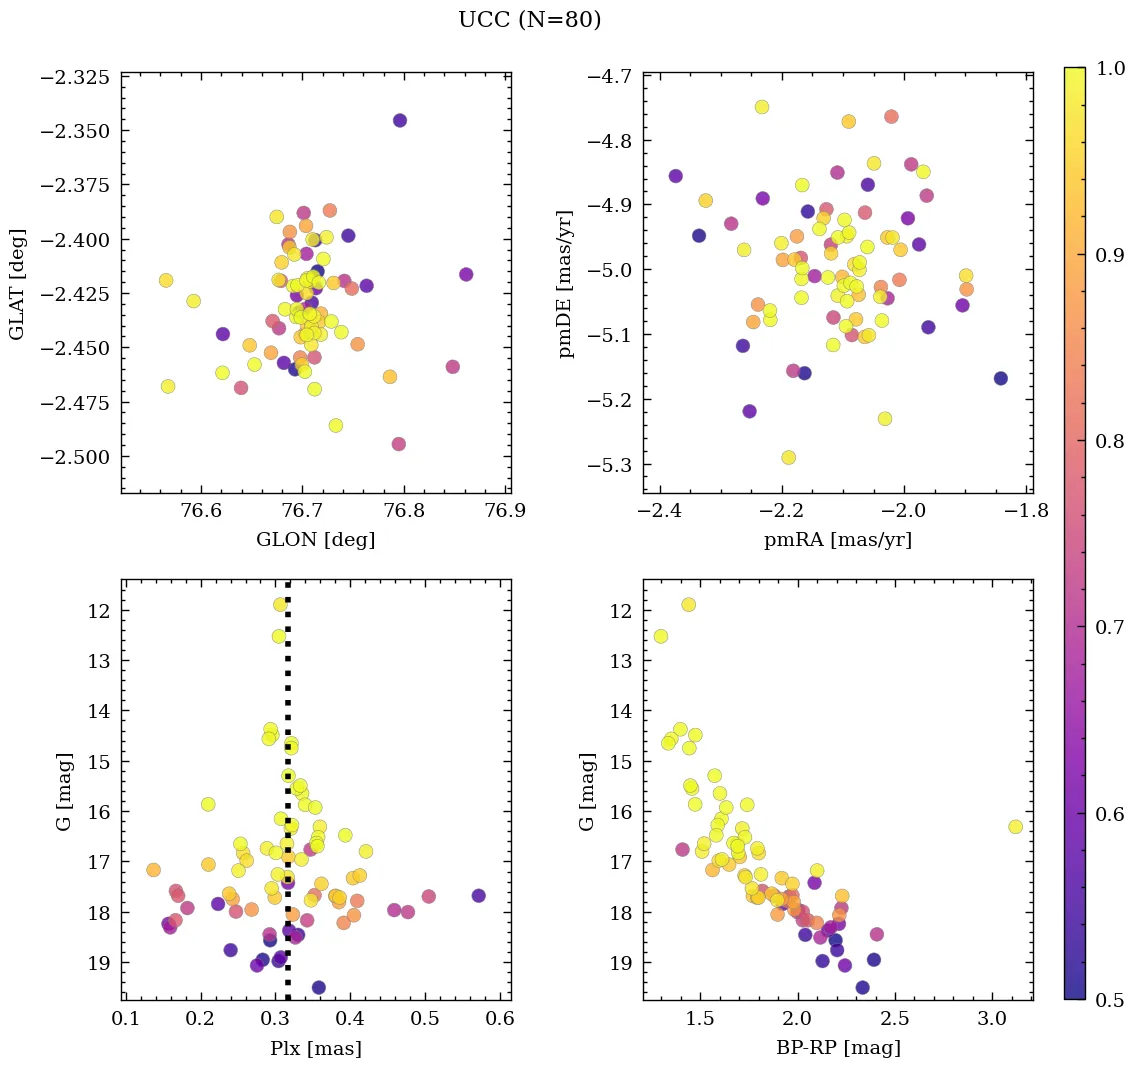 UCC (N=80)
−2.325
−2.350
−2.375
−2.400
−2.425
−2.450
−2.475
−2.500
GLAT [deg]
76.6 76.7 76.8 76.9
GLON [deg]
−4.7
−4.8
−4.9
−5.0
−5.1
−5.2
−5.3
pmDE [mas/yr]
−2.4 −2.2 −2.0 −1.8
pmRA [mas/yr]
12
13
14
15
16
17
18
19
G [mag]
0.1 0.2 0.3 0.4 0.5 0.6
Plx [mas]
12
13
14
15
16
17
18
19
G [mag]
1.5 2.0 2.5 3.0
BP-RP [mag]
1.0
0.9
0.8
0.7
0.6
0.5